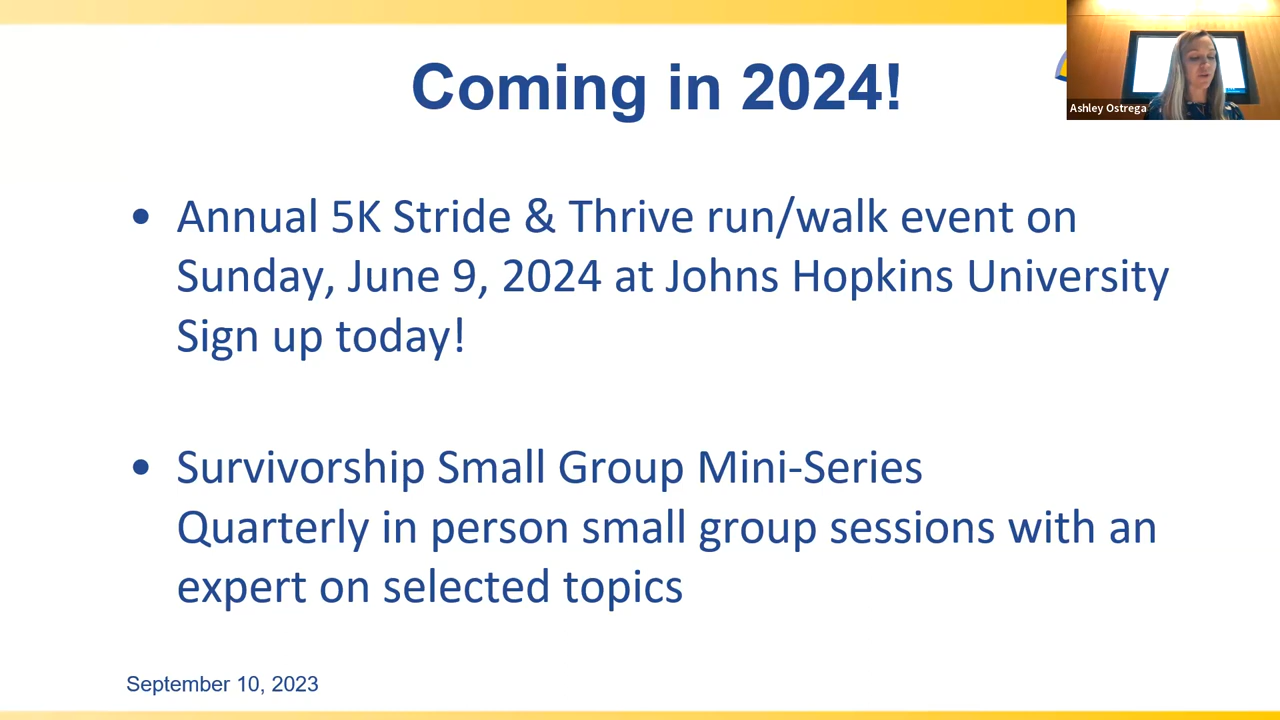 Coming in 2024!
Ashley Ostrega
• Annual 5K Stride & Thrive run/walk event on
Sunday, June 9, 2024 at Johns Hopkins University
Sign up today!
• Survivorship Small Group Mini-Series
Quarterly in person small group sessions with an
expert on selected topics
September 10, 2023